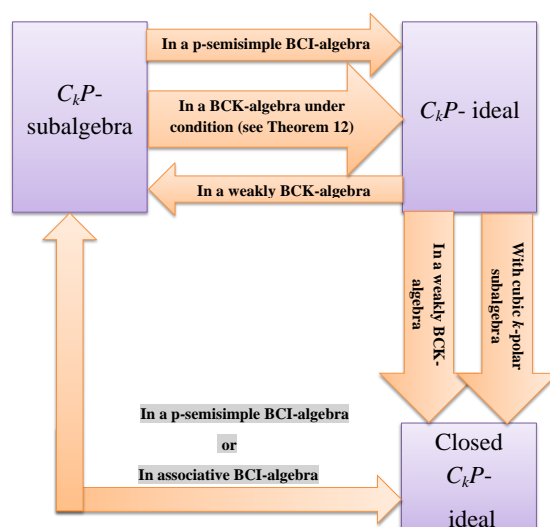 In a p-semisimple BCI-algebra
CₖP-
subalgebra
In a BCK-algebra under
condition (see Theorem 12)
CₖP- ideal
In a weakly BCK-algebra
In a weakly BCK-
algebra
With cubic k-polar
subalgebra
In a p-semisimple BCI-algebra
or
In associative BCI-algebra
Closed
CₖP-
ideal